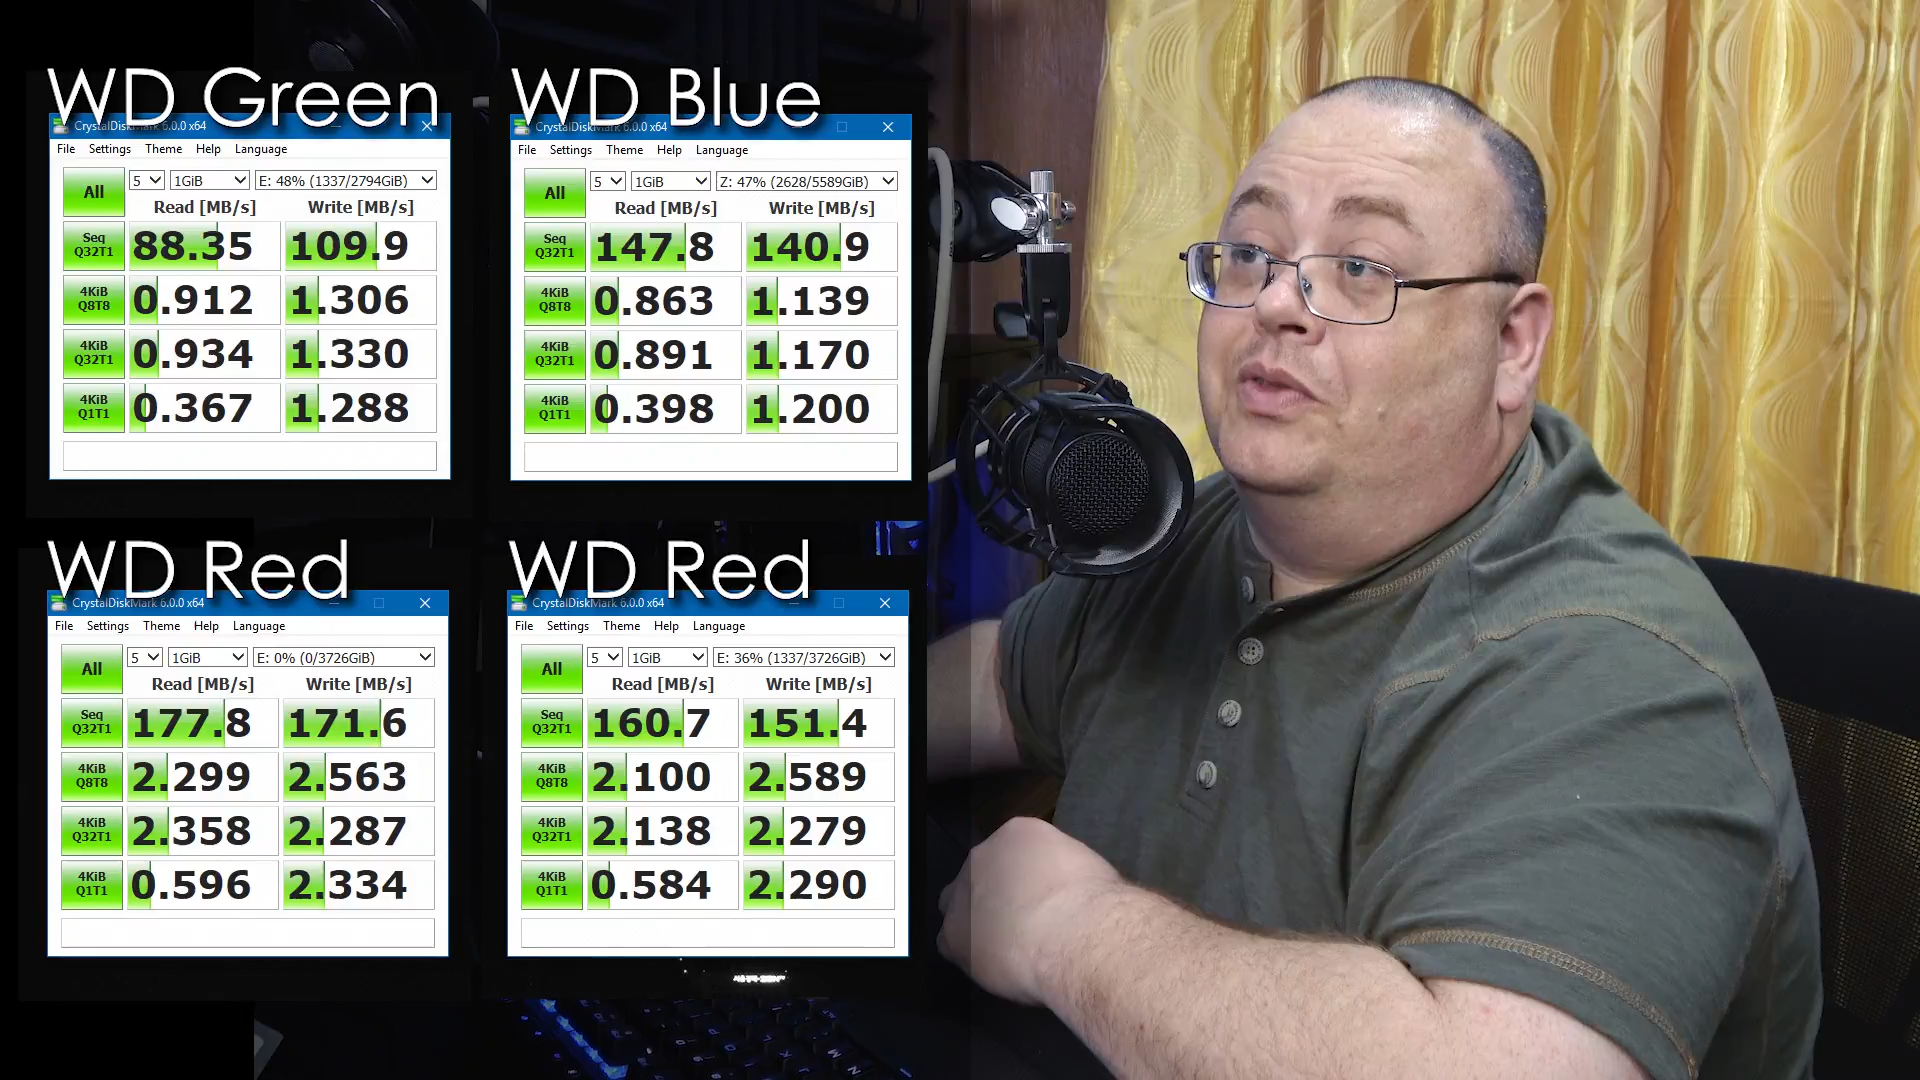 WD Green
CrystalDiskMark 6.0.0 x64
File Settings Theme Help Language
All 5 1GiB E: 48% (1337/2794GiB)
Read [MB/s] Write [MB/s]
Seq Q32T1 88.35 109.9
4KiB Q8T8 0.912 1.306
4KiB Q32T1 0.934 1.330
4KiB Q1T1 0.367 1.288
WD Blue
CrystalDiskMark 6.0.0 x64
File Settings Theme Help Language
All 5 1GiB Z: 47% (2628/5589GiB)
Read [MB/s] Write [MB/s]
Seq Q32T1 147.8 140.9
4KiB Q8T8 0.863 1.139
4KiB Q32T1 0.891 1.170
4KiB Q1T1 0.398 1.200
WD Red
CrystalDiskMark 6.0.0 x64
File Settings Theme Help Language
All 5 1GiB E: 0% (0/3726GiB)
Read [MB/s] Write [MB/s]
Seq Q32T1 177.8 171.6
4KiB Q8T8 2.299 2.563
4KiB Q32T1 2.358 2.287
4KiB Q1T1 0.596 2.334
WD Red
CrystalDiskMark 6.0.0 x64
File Settings Theme Help Language
All 5 1GiB E: 36% (1337/3726GiB)
Read [MB/s] Write [MB/s]
Seq Q32T1 160.7 151.4
4KiB Q8T8 2.100 2.589
4KiB Q32T1 2.138 2.279
4KiB Q1T1 0.584 2.290